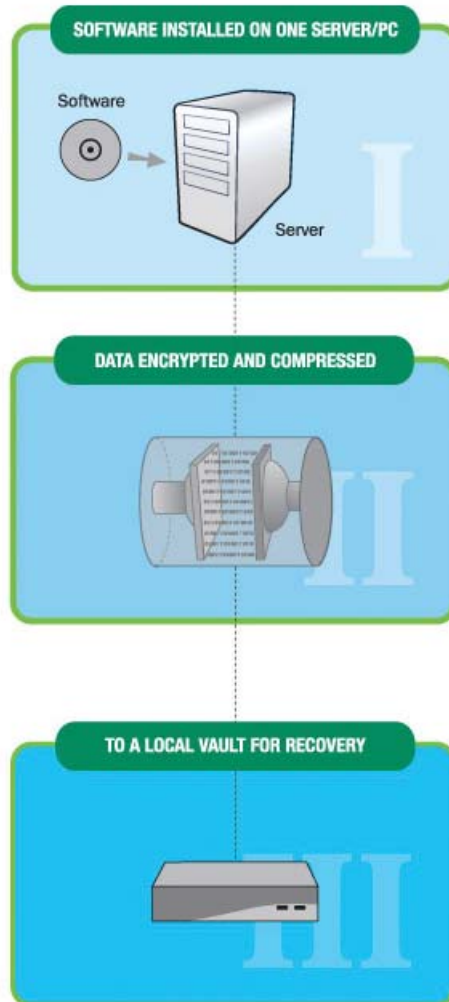 SOFTWARE INSTALLED ON ONE SERVER/PC
Software
Server
I
DATA ENCRYPTED AND COMPRESSED
II
TO A LOCAL VAULT FOR RECOVERY
III